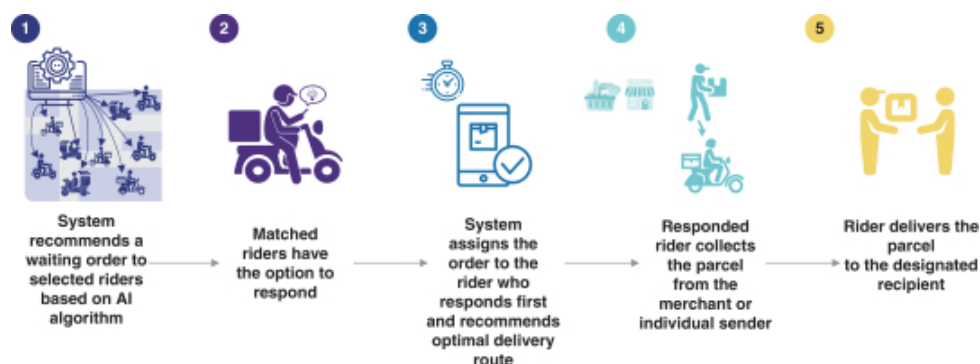 1
System
recommends a
waiting order to
selected riders
based on AI
algorithm
2
Matched
riders have
the option to
respond
3
System
assigns the
order to the
rider who
responds first
and recommends
optimal delivery
route
4
Responded
rider collects
the parcel
from the
merchant or
individual sender
5
Rider delivers the
parcel
to the designated
recipient